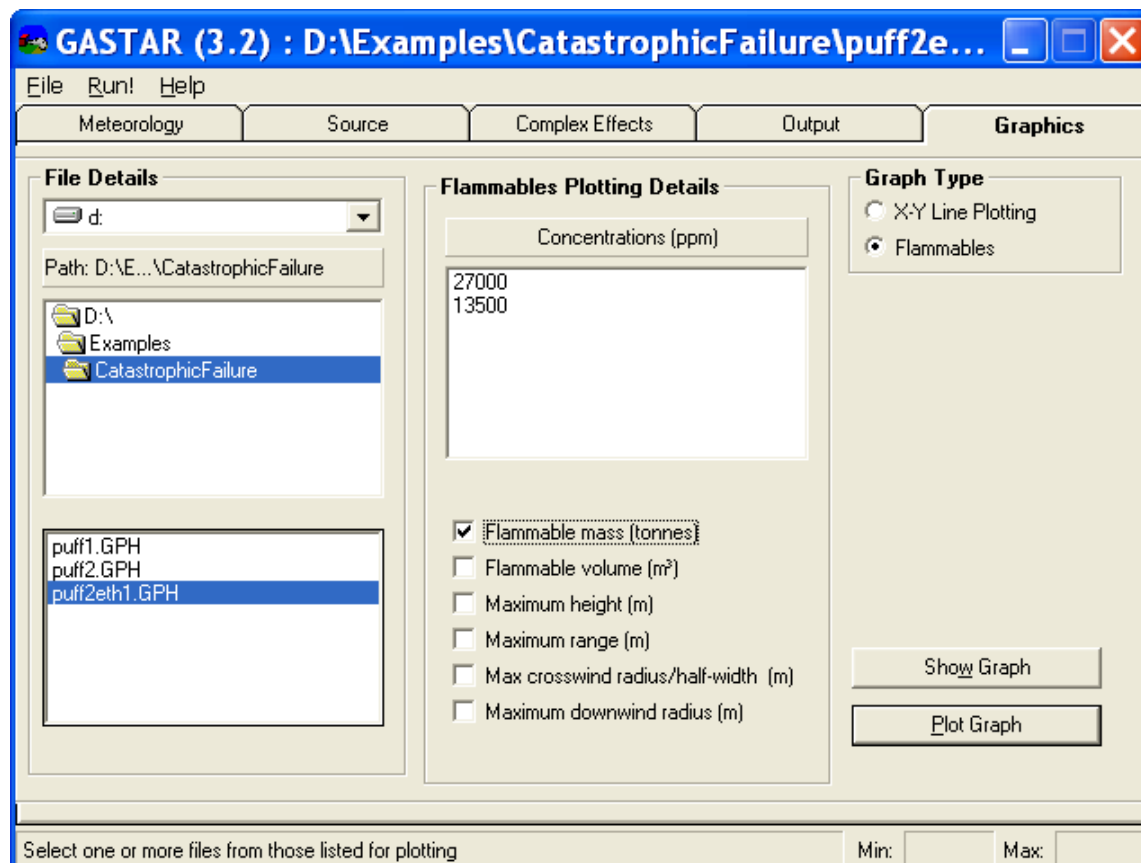 GASTAR (3.2) : D:\Examples\CatastrophicFailure\puff2e...
File Run! Help
Meteorology Source Complex Effects Output Graphics
File Details
d:
Path: D:\E...\CatastrophicFailure
D:\
Examples
CatastrophicFailure
puff1.GPH
puff2.GPH
puff2eth1.GPH
Flammables Plotting Details
Concentrations (ppm)
27000
13500
Flammable mass (tonnes)
Flammable volume (m³)
Maximum height (m)
Maximum range (m)
Max crosswind radius/half-width (m)
Maximum downwind radius (m)
Graph Type
X-Y Line Plotting
Flammables
Show Graph
Plot Graph
Select one or more files from those listed for plotting Min: Max: